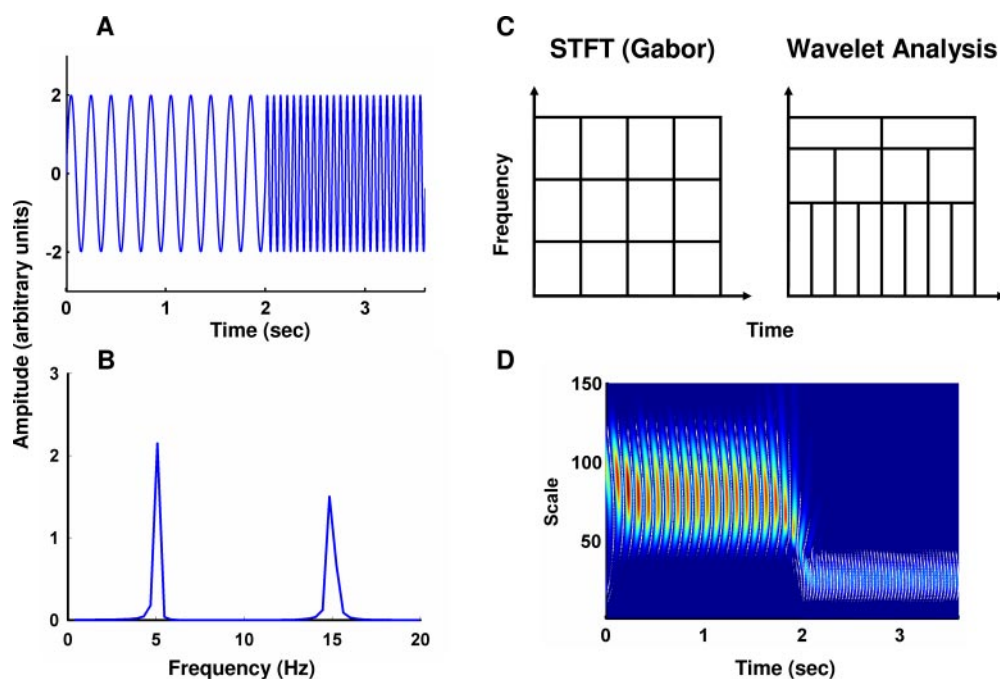 A
2
0
-2
0
1
2
3
Time (sec)
Ampitude (arbitrary units)
B
3
2
1
0
0
5
10
15
20
Frequency (Hz)
C
STFT (Gabor)
Wavelet Analysis
Frequency
Time
D
150
100
50
Scale
0
1
2
3
Time (sec)